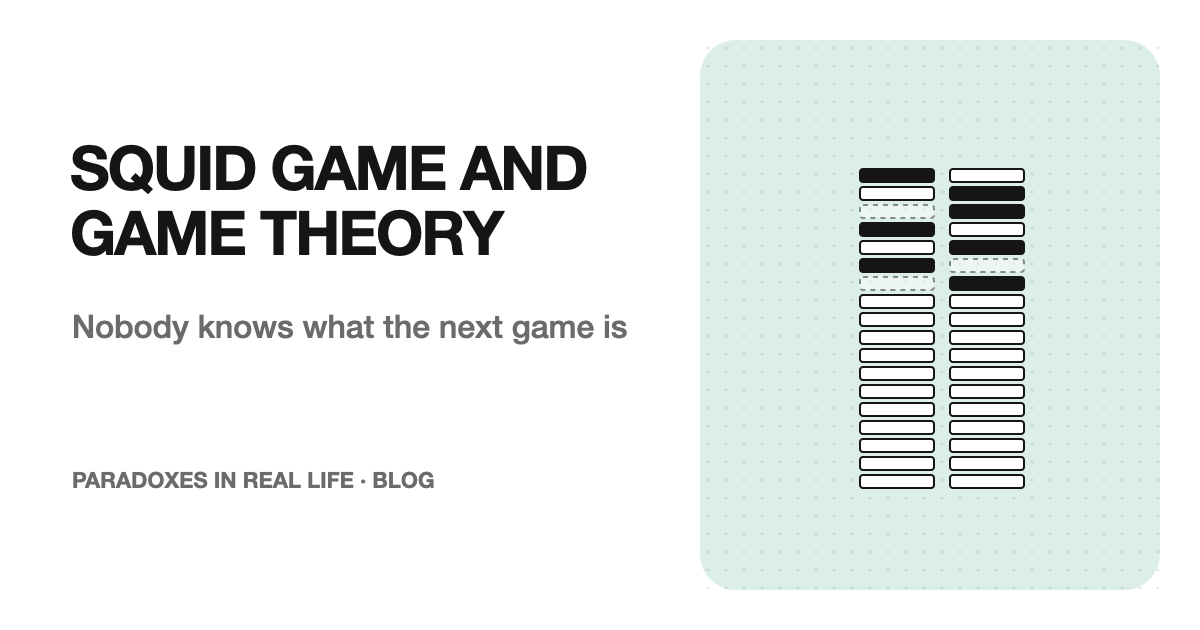 SQUID GAME AND
GAME THEORY
Nobody knows what the next game is
PARADOXES IN REAL LIFE · BLOG